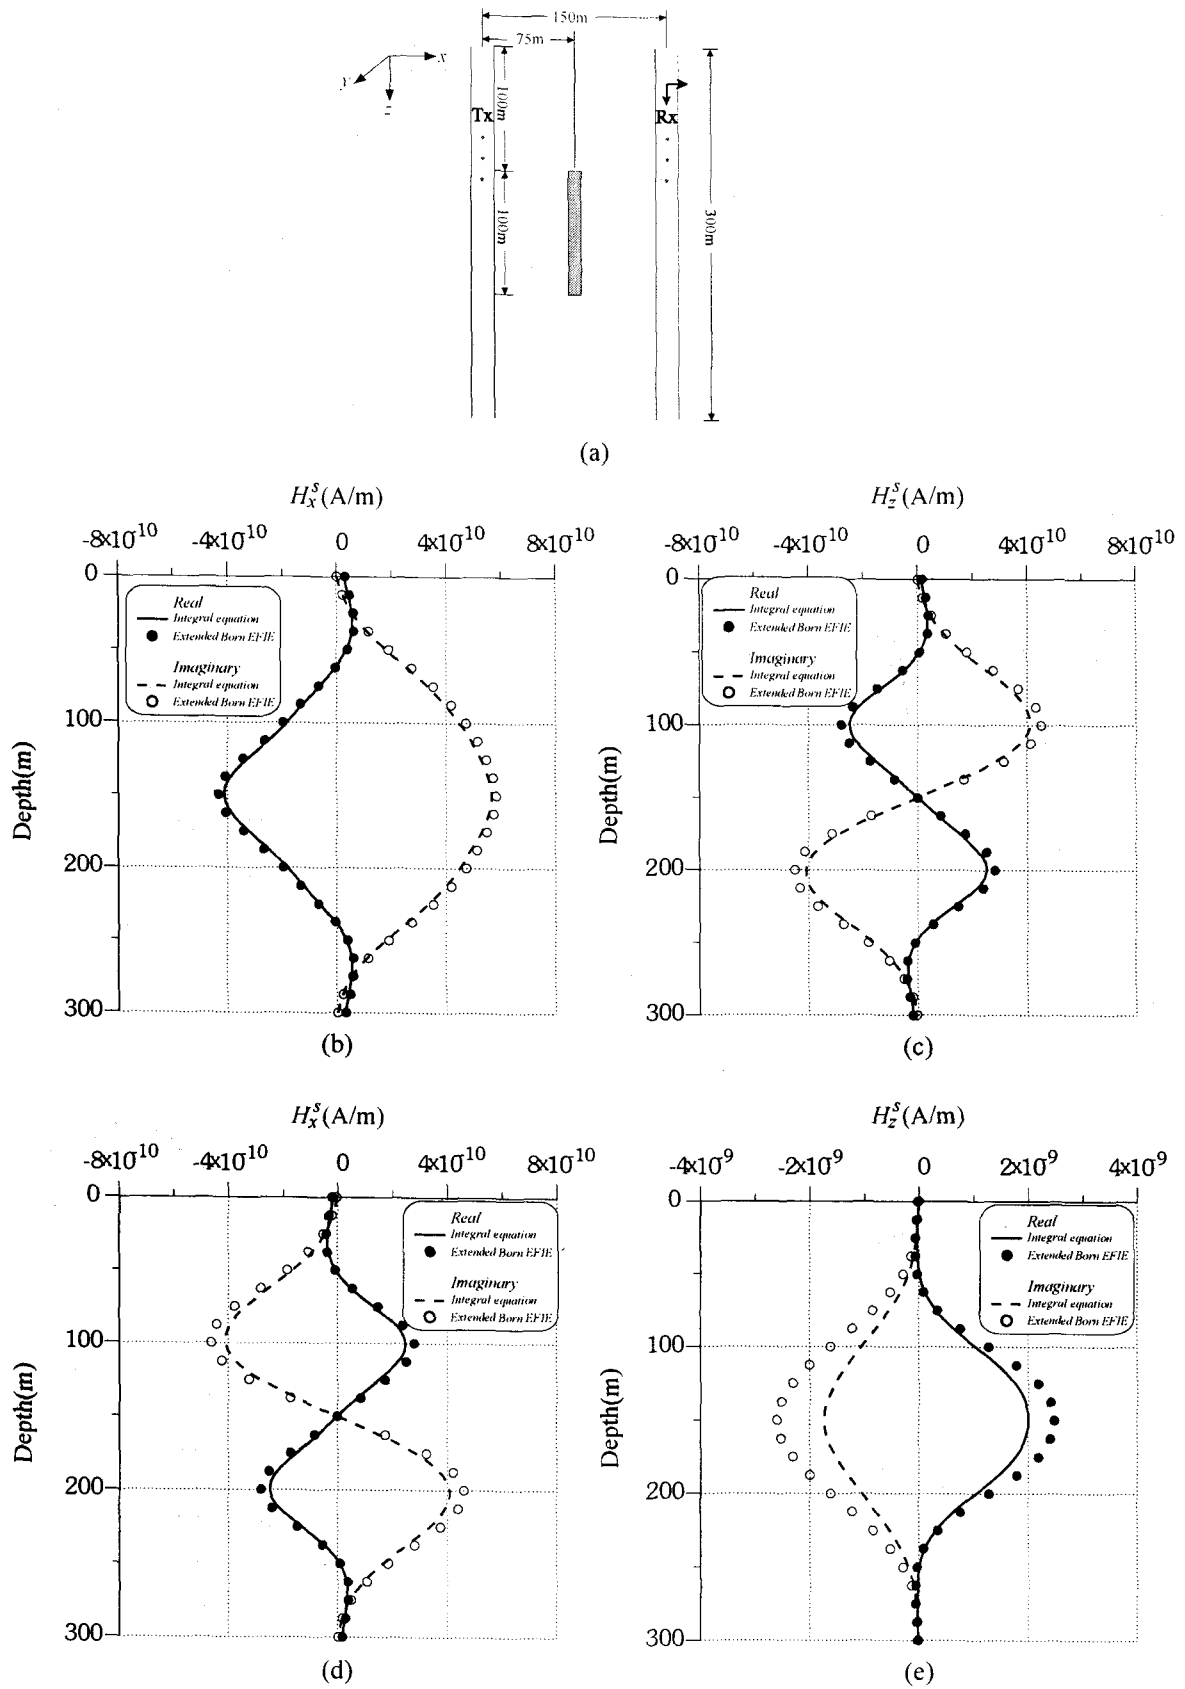 150m
75m
x
y
z
100m
Tx
Rx
100m
300m
(a)
H_x^s (A/m)
-8x10^-10 -4x10^-10 0 4x10^-10 8x10^-10
Depth(m)
0
100
200
300
Real
Integral equation
Extended Born EFIE
Imaginary
Integral equation
Extended Born EFIE
(b)
H_z^s (A/m)
-8x10^-10 -4x10^-10 0 4x10^-10 8x10^-10
Depth(m)
0
100
200
300
Real
Integral equation
Extended Born EFIE
Imaginary
Integral equation
Extended Born EFIE
(c)
H_x^s (A/m)
-8x10^-10 -4x10^-10 0 4x10^-10 8x10^-10
Depth(m)
0
100
200
300
Real
Integral equation
Extended Born EFIE
Imaginary
Integral equation
Extended Born EFIE
(d)
H_z^s (A/m)
-4x10^-9 -2x10^-9 0 2x10^-9 4x10^-9
Depth(m)
0
100
200
300
Real
Integral equation
Extended Born EFIE
Imaginary
Integral equation
Extended Born EFIE
(e)